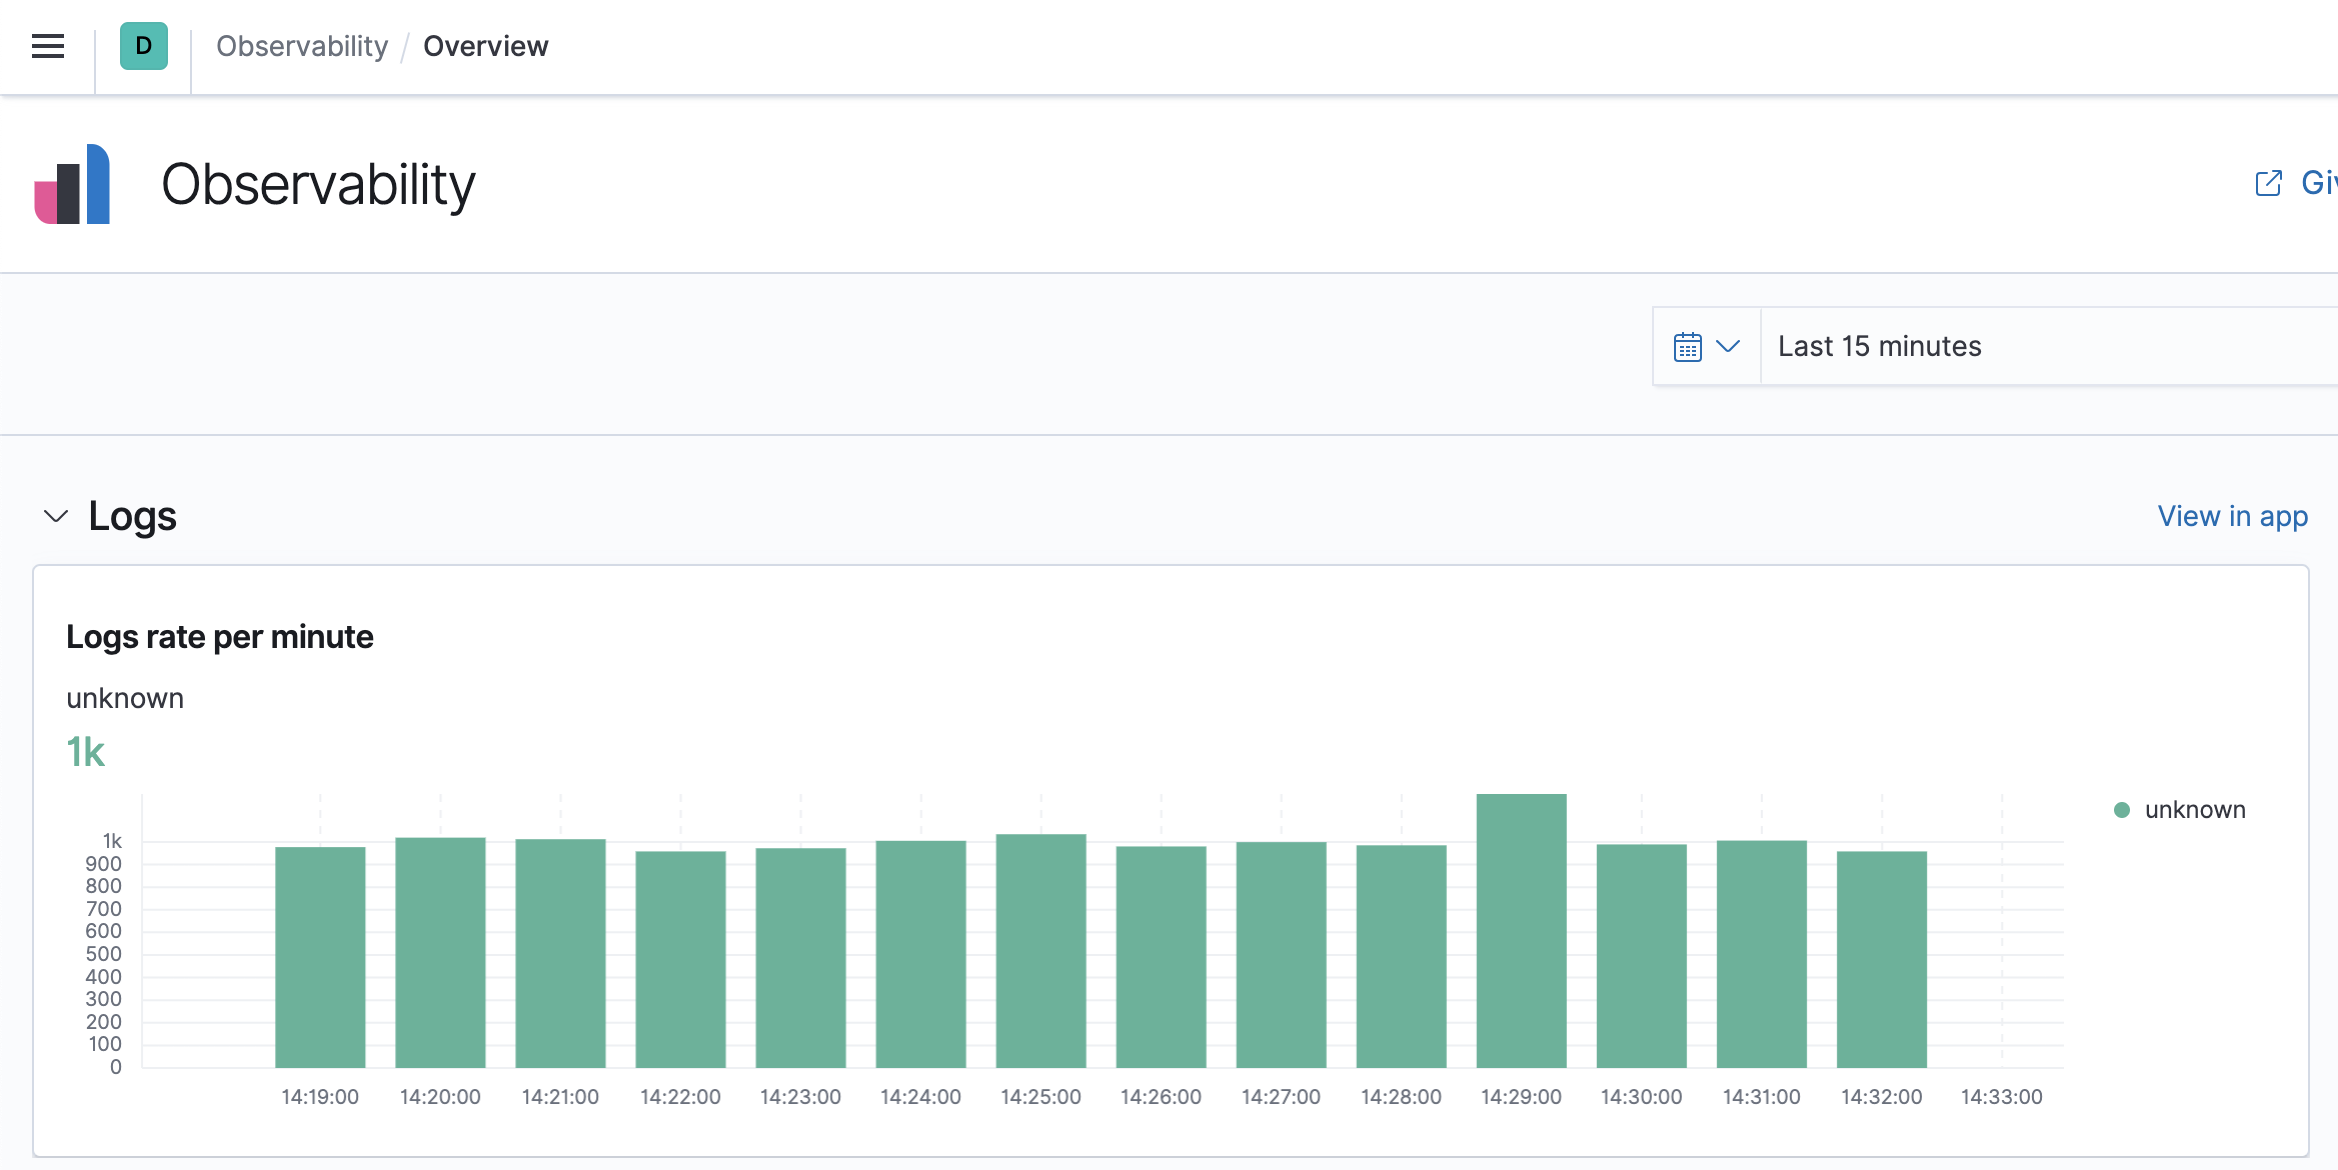 D Observability / Overview
Observability
Giv
Last 15 minutes
Logs
View in app
Logs rate per minute
unknown
1k
unknown
1k
900
800
700
600
500
400
300
200
100
0
14:19:00 14:20:00 14:21:00 14:22:00 14:23:00 14:24:00 14:25:00 14:26:00 14:27:00 14:28:00 14:29:00 14:30:00 14:31:00 14:32:00 14:33:00